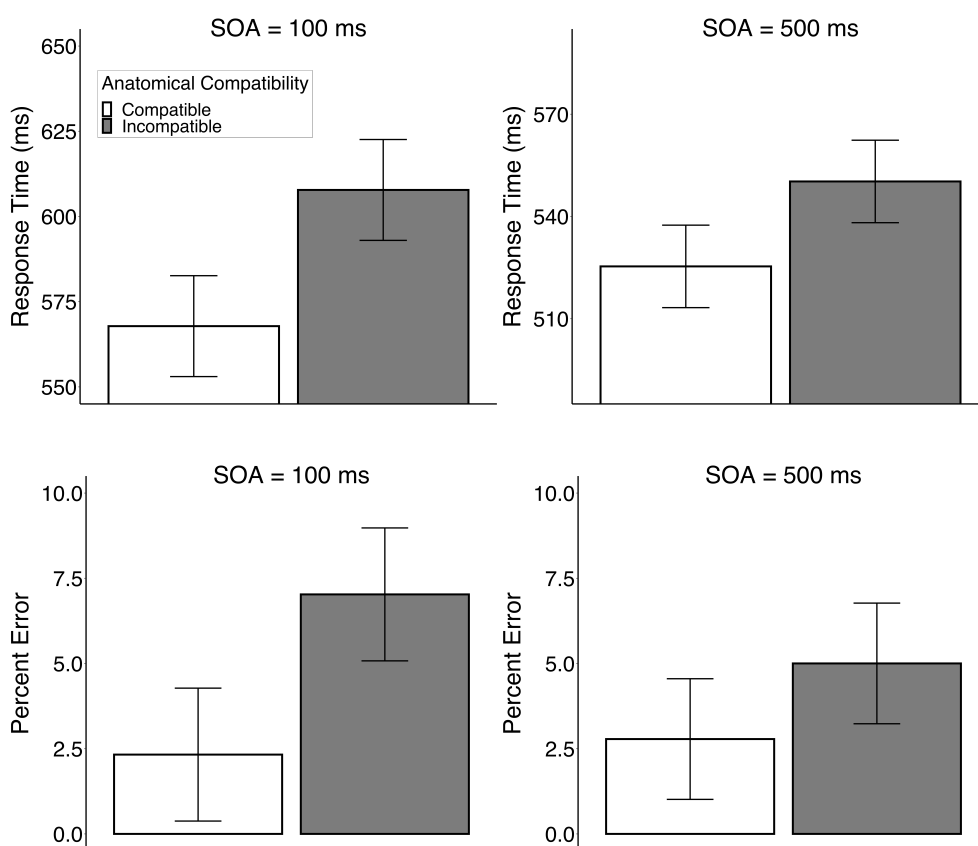 SOA = 100 ms
Response Time (ms)
650
625
600
575
550
Anatomical Compatibility
Compatible
Incompatible
SOA = 500 ms
Response Time (ms)
570
540
510
SOA = 100 ms
Percent Error
10.0
7.5
5.0
2.5
0.0
SOA = 500 ms
Percent Error
10.0
7.5
5.0
2.5
0.0